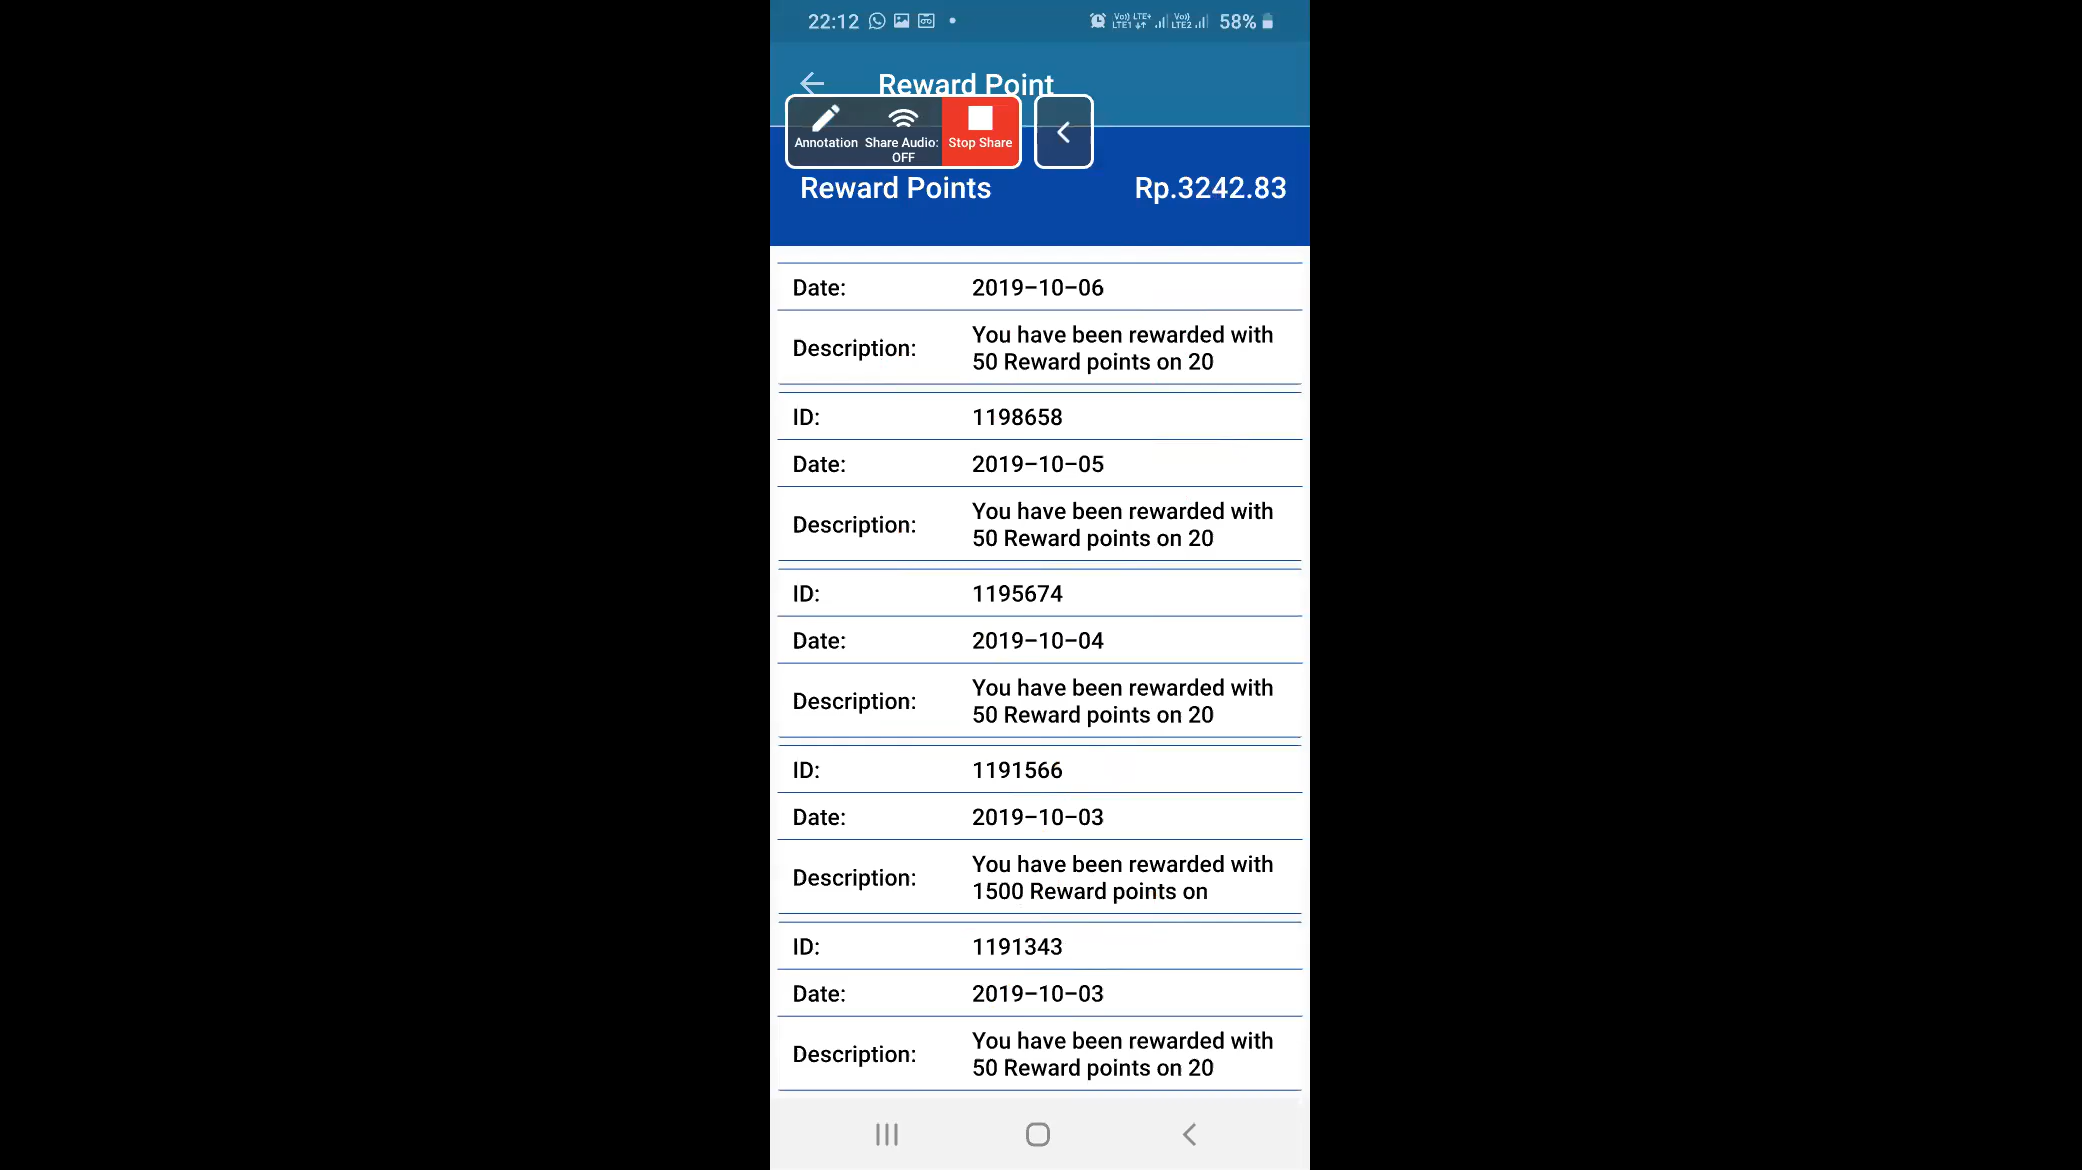 22:12
Vo)) LTE+
LTE1
Vo))
LTE2
58%
Reward Point
Annotation
Share Audio:
OFF
Stop Share
Reward Points
Rp.3242.83
Date:
2019-10-06
Description:
You have been rewarded with
50 Reward points on 20
ID:
1198658
Date:
2019-10-05
Description:
You have been rewarded with
50 Reward points on 20
ID:
1195674
Date:
2019-10-04
Description:
You have been rewarded with
50 Reward points on 20
ID:
1191566
Date:
2019-10-03
Description:
You have been rewarded with
1500 Reward points on
ID:
1191343
Date:
2019-10-03
Description:
You have been rewarded with
50 Reward points on 20